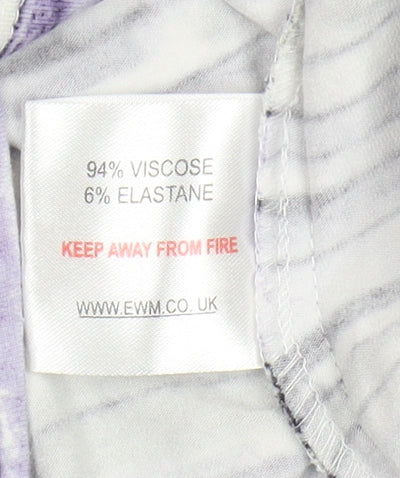 94% VISCOSE
6% ELASTANE
KEEP AWAY FROM FIRE
WWW.EWM.CO. UK